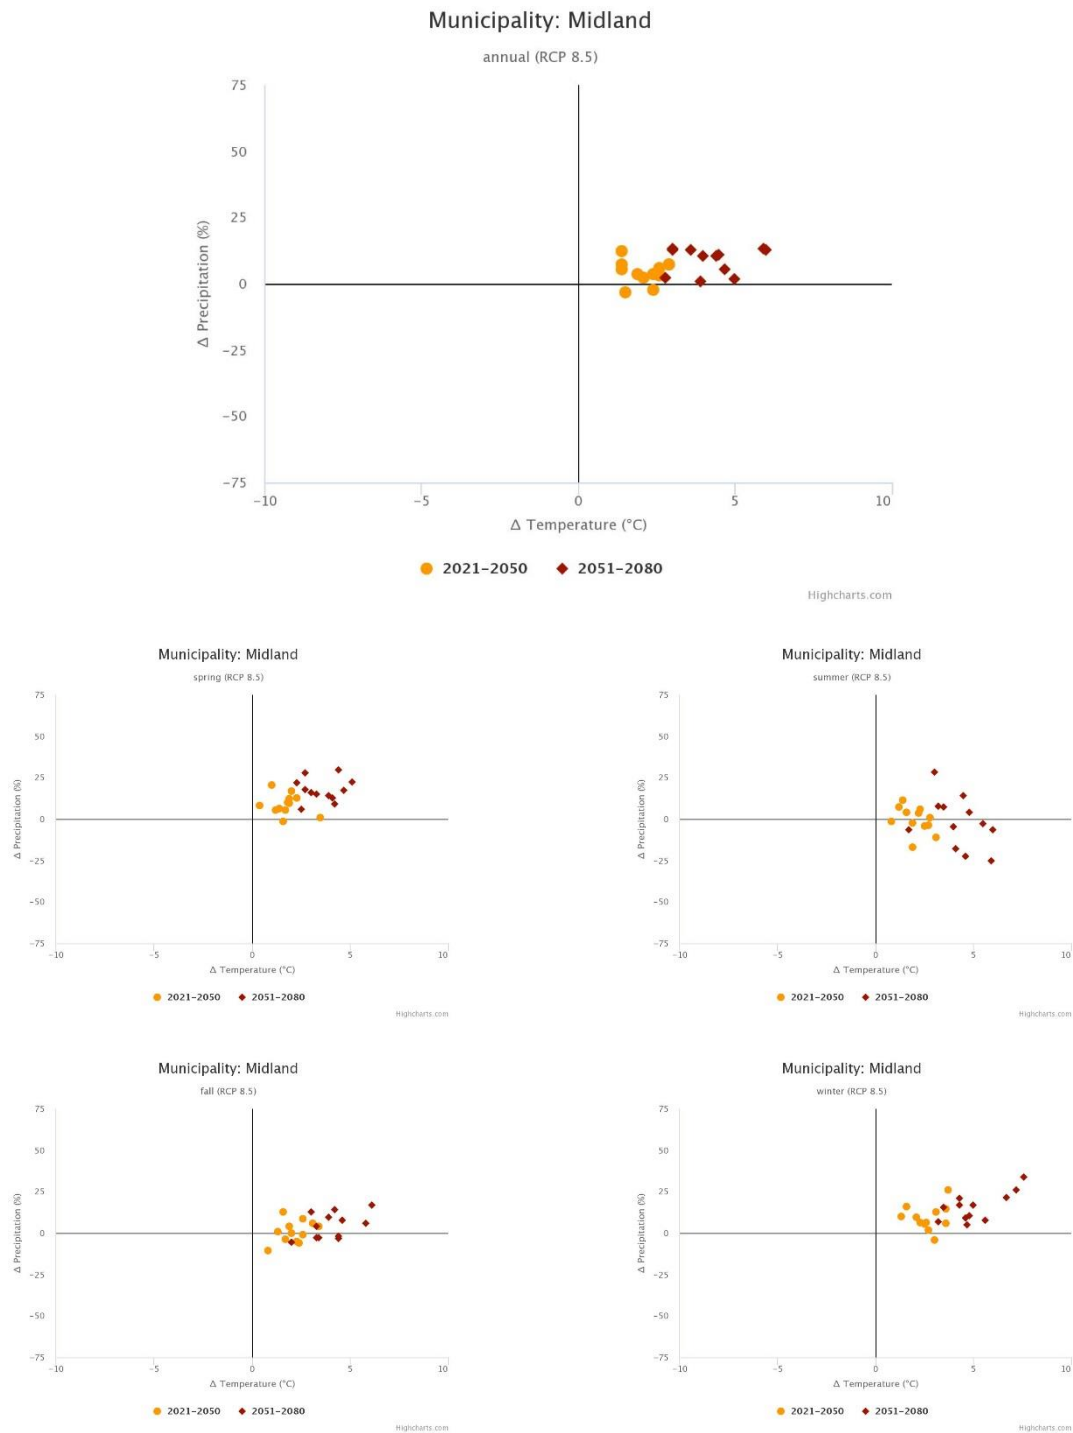 Municipality: Midland
annual (RCP 8.5)
75
50
25
0
−25
−50
−75
Δ Precipitation (%)
−10 −5 0 5 10
Δ Temperature (°C)
2021−2050 2051−2080
Highcharts.com
Municipality: Midland
spring (RCP 8.5)
75
50
25
0
−25
−50
−75
Δ Precipitation (%)
−10 −5 0 5 10
Δ Temperature (°C)
2021−2050 2051−2080
Highcharts.com
Municipality: Midland
summer (RCP 8.5)
75
50
25
0
−25
−50
−75
Δ Precipitation (%)
−10 −5 0 5 10
Δ Temperature (°C)
2021−2050 2051−2080
Highcharts.com
Municipality: Midland
fall (RCP 8.5)
75
50
25
0
−25
−50
−75
Δ Precipitation (%)
−10 −5 0 5 10
Δ Temperature (°C)
2021−2050 2051−2080
Highcharts.com
Municipality: Midland
winter (RCP 8.5)
75
50
25
0
−25
−50
−75
Δ Precipitation (%)
−10 −5 0 5 10
Δ Temperature (°C)
2021−2050 2051−2080
Highcharts.com